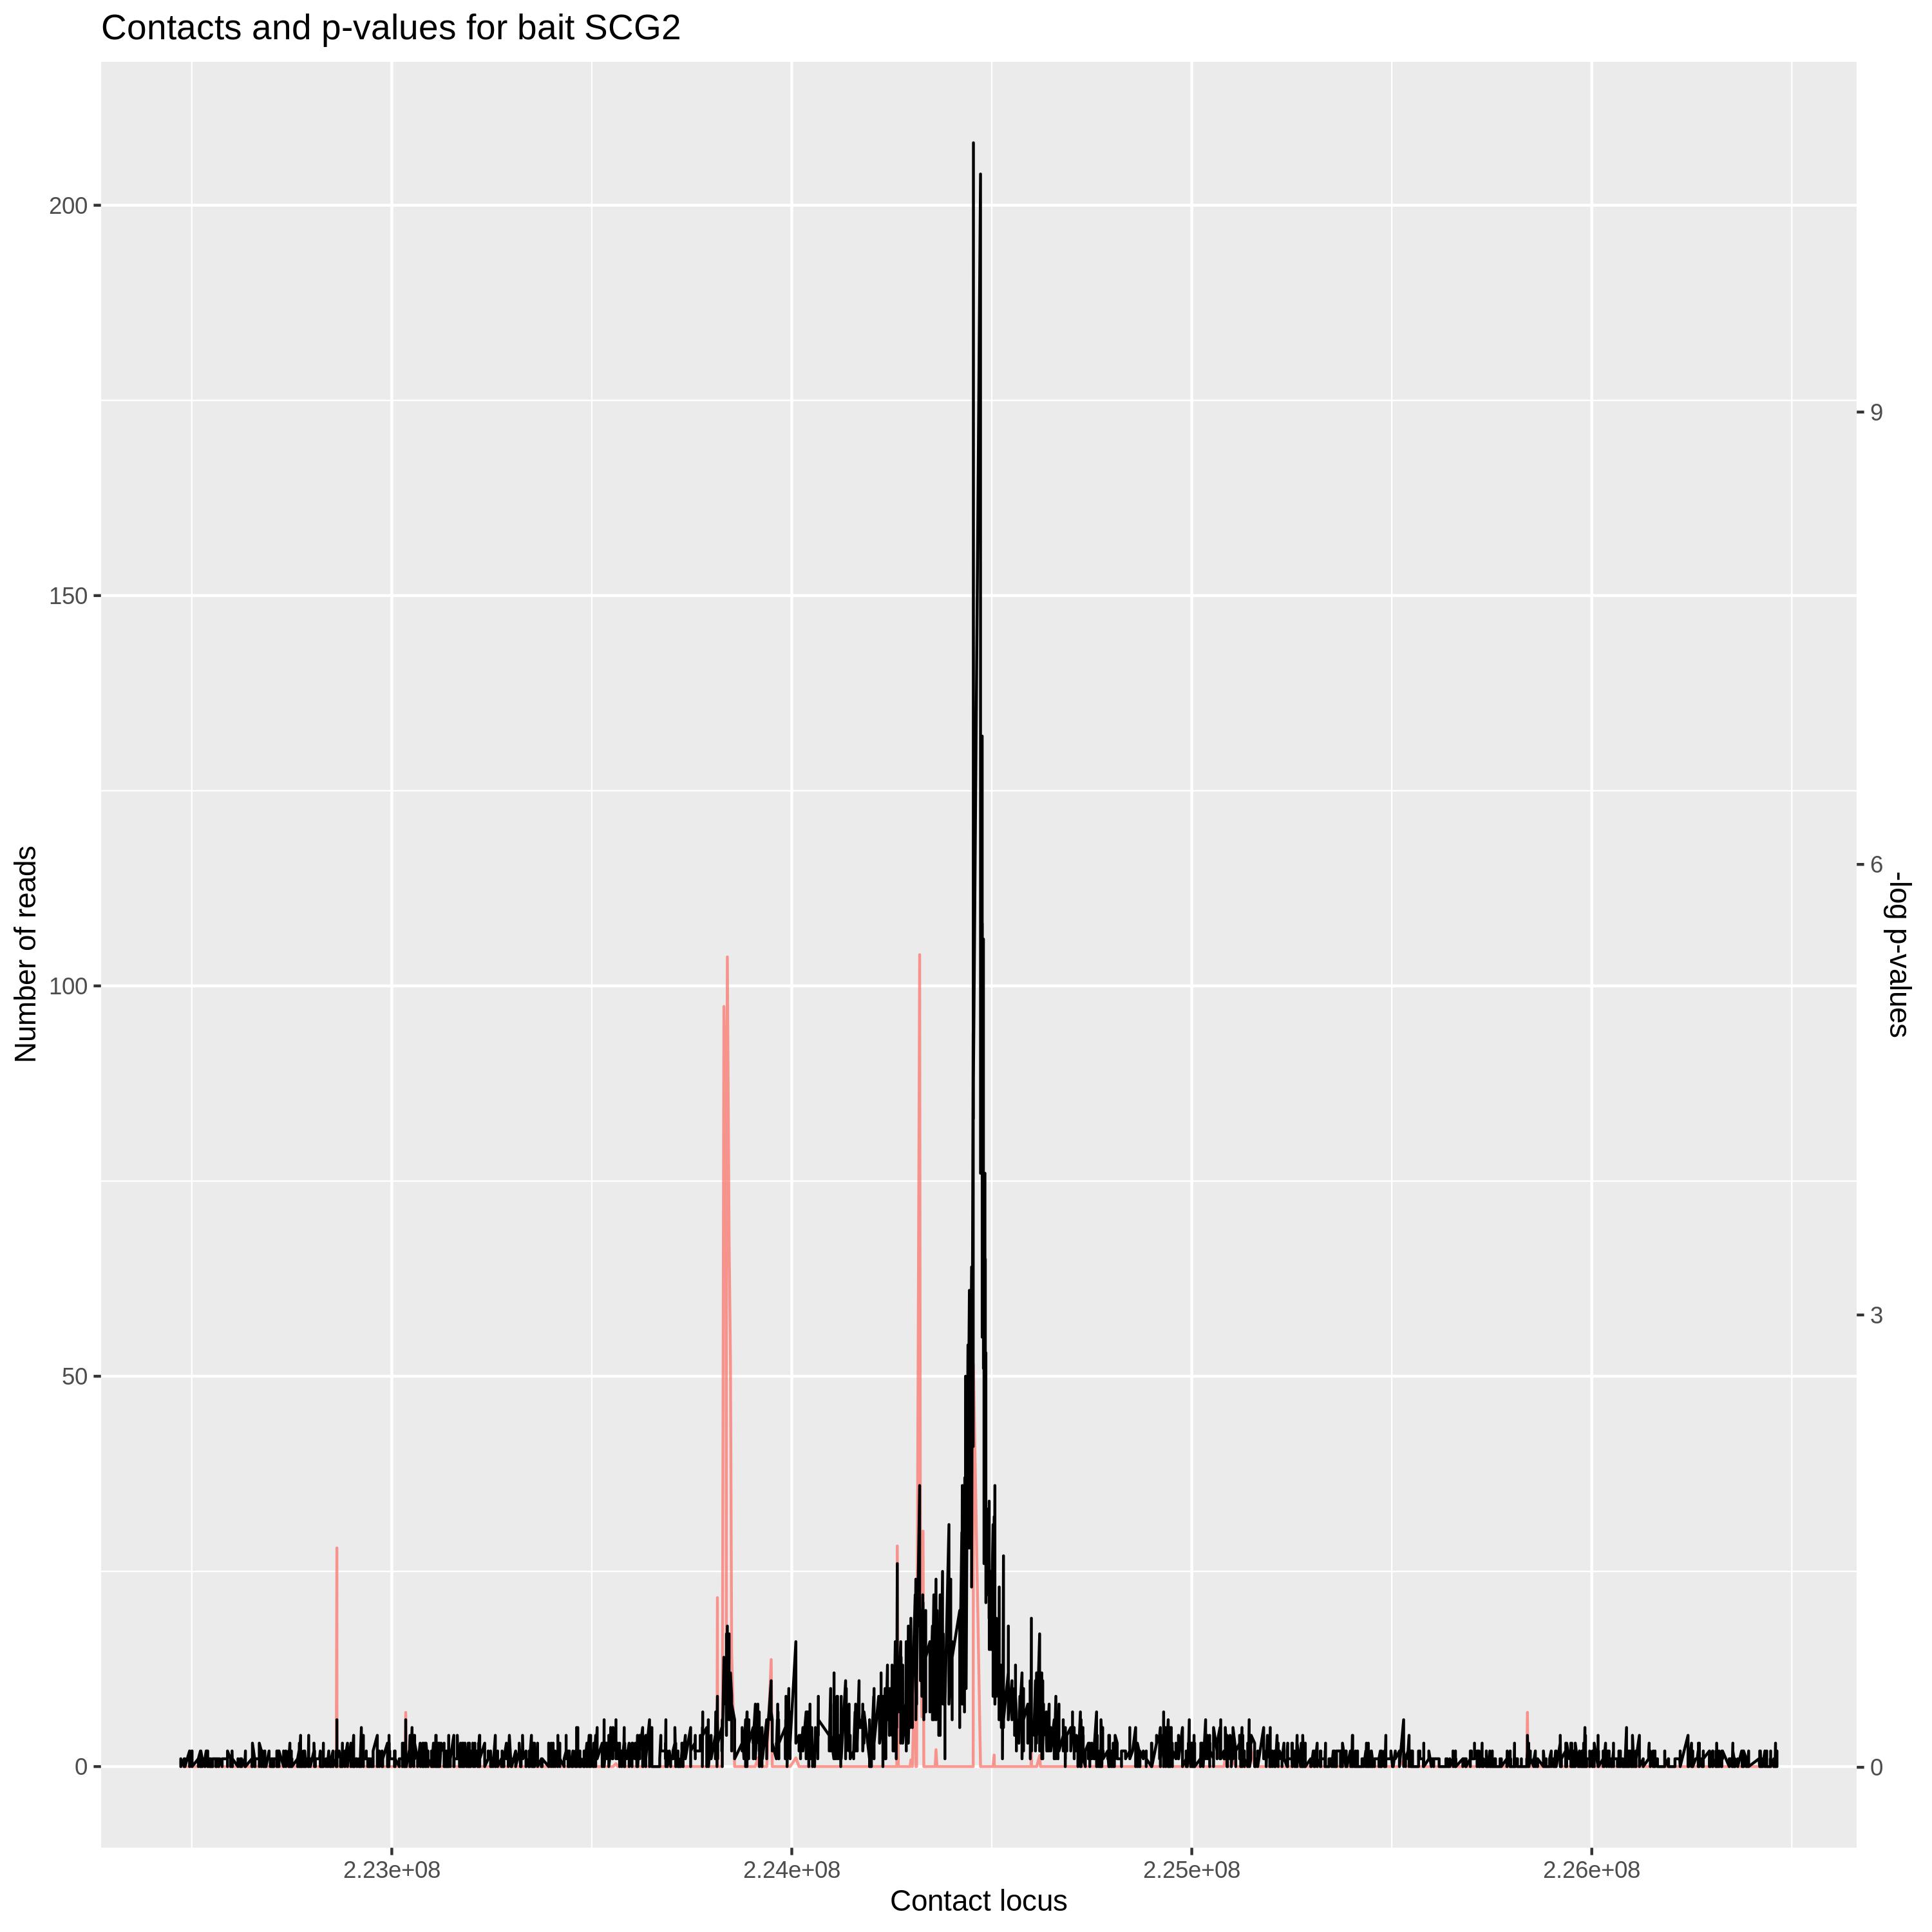 Contacts and p-values for bait SCG2
200
150
100
50
0
Number of reads
9
6
3
0
-log p-values
2.23e+08
2.24e+08
2.25e+08
2.26e+08
Contact locus